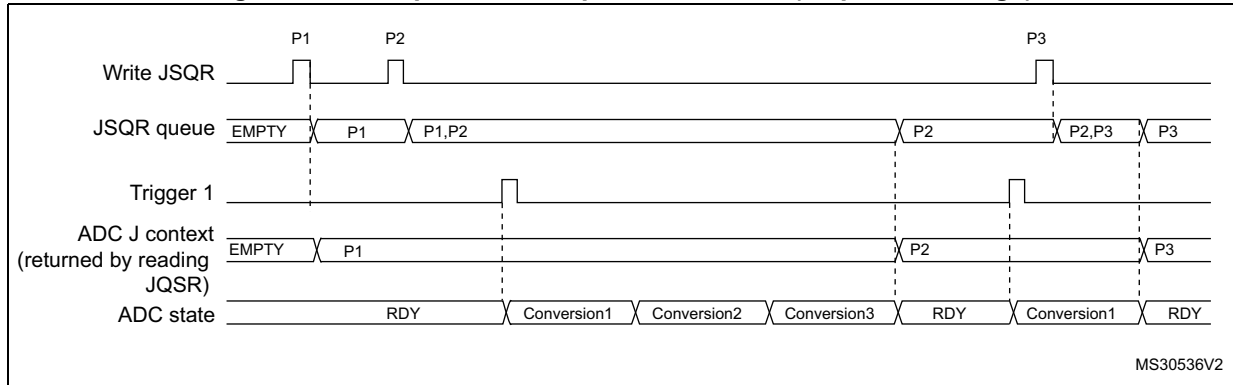 P1 P2 P3
Write JSQR
JSQR queue EMPTY P1 P1,P2 P2 P2,P3 P3
Trigger 1
ADC J context
(returned by reading EMPTY P1 P2 P3
JQSR)
ADC state RDY Conversion1 Conversion2 Conversion3 RDY Conversion1 RDY
MS30536V2